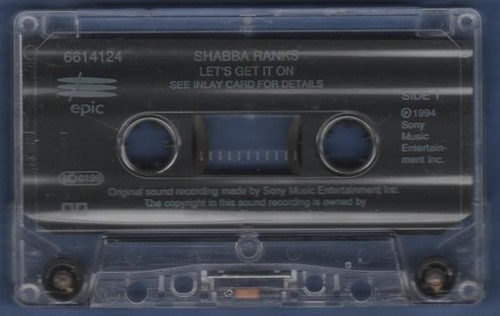 6614124
SHABBA RANKS
LET'S GET IT ON
SEE INLAY CARD FOR DETAILS
epic
SIDE 1
℗ 1994
Sony
Music
Entertain-
ment Inc.
LC 0199
Original sound recording made by Sony Music Entertainment, Inc.
The copyright in this sound recording is owned by